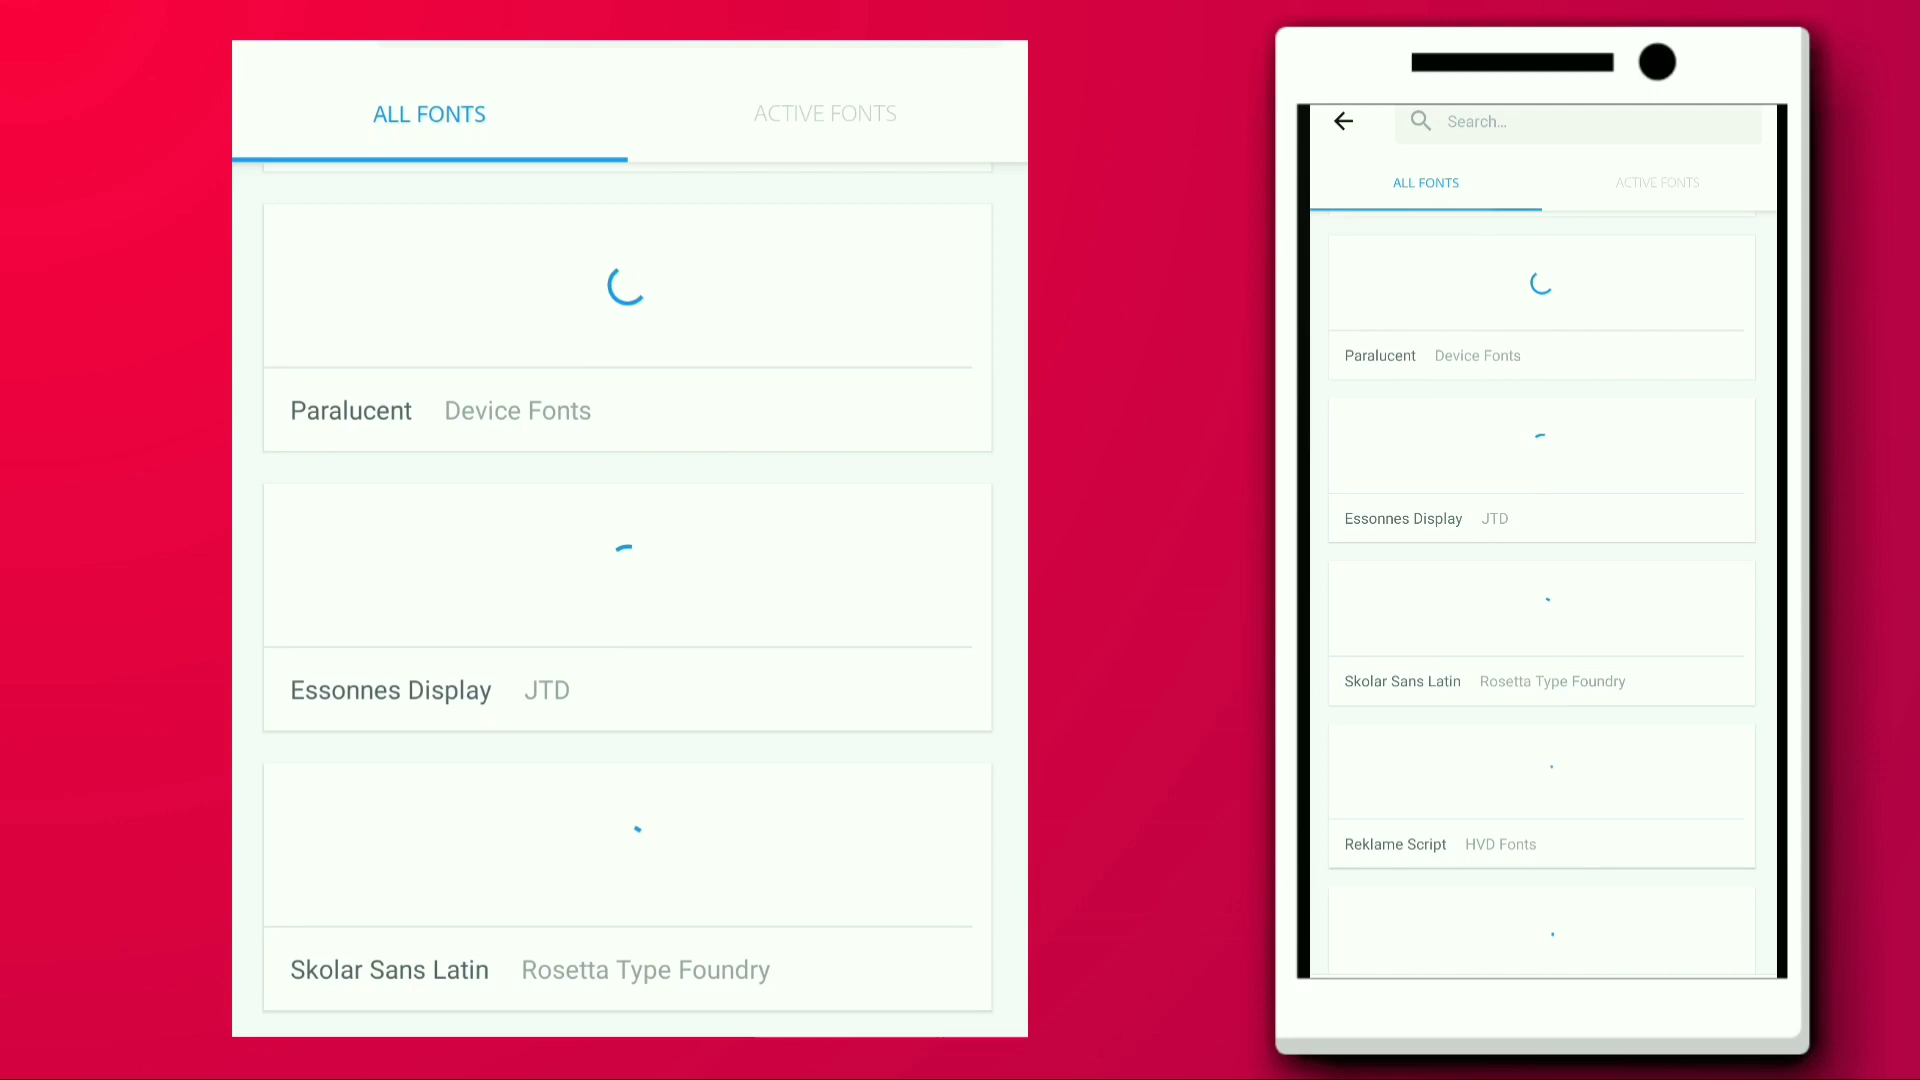 ALL FONTS ACTIVE FONTS
Paralucent Device Fonts
Essonnes Display JTD
Skolar Sans Latin Rosetta Type Foundry
Search...
ALL FONTS ACTIVE FONTS
Paralucent Device Fonts
Essonnes Display JTD
Skolar Sans Latin Rosetta Type Foundry
Reklame Script HVD Fonts